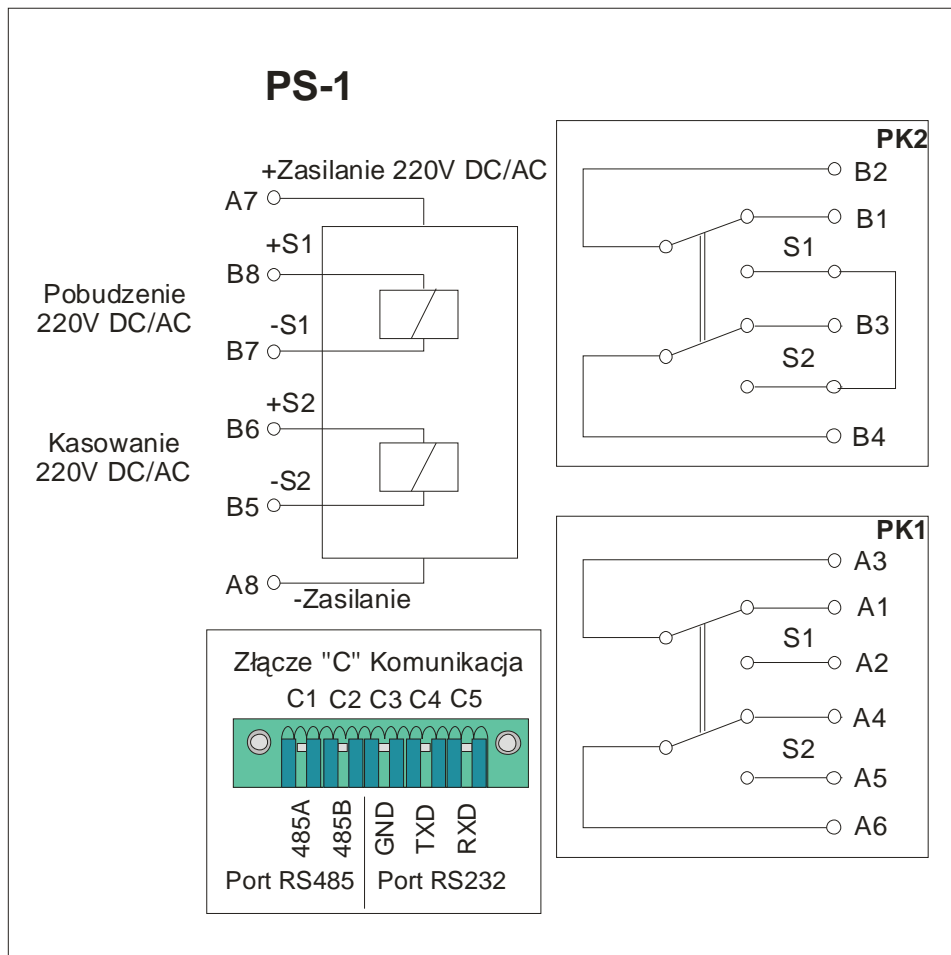 PS-1
+Zasilanie 220V DC/AC
A7
+S1
B8
Pobudzenie
220V DC/AC
-S1
B7
+S2
B6
Kasowanie
220V DC/AC
-S2
B5
A8
-Zasilanie
PK2
B2
B1
S1
B3
S2
B4
PK1
A3
A1
S1
A2
A4
S2
A5
A6
Złącze "C" Komunikacja
C1 C2 C3 C4 C5
485A
485B
GND
TXD
RXD
Port RS485
Port RS232